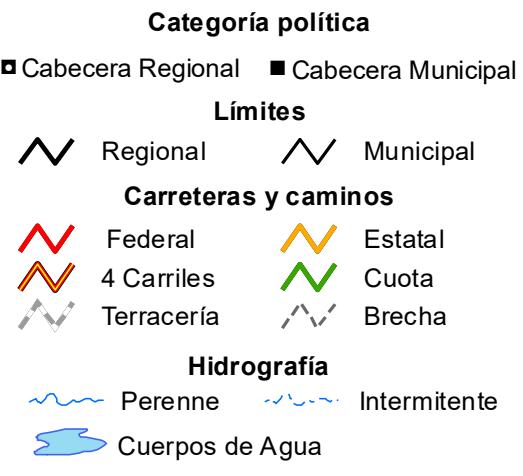 Categoría política
Cabecera Regional Cabecera Municipal
Límites
Regional Municipal
Carreteras y caminos
Federal Estatal
4 Carriles Cuota
Terracería Brecha
Hidrografía
Perenne Intermitente
Cuerpos de Agua